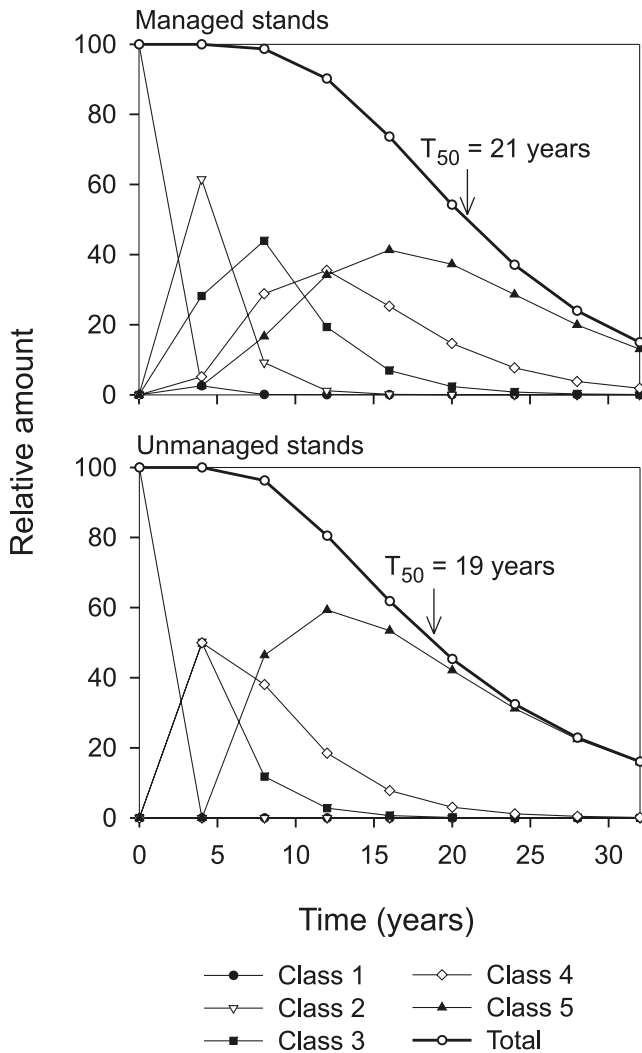 Managed stands
100
80
60
40
20
0
T50 = 21 years
Relative amount
Unmanaged stands
100
80
60
40
20
0
T50 = 19 years
0 5 10 15 20 25 30
Time (years)
Class 1 Class 4
Class 2 Class 5
Class 3 Total